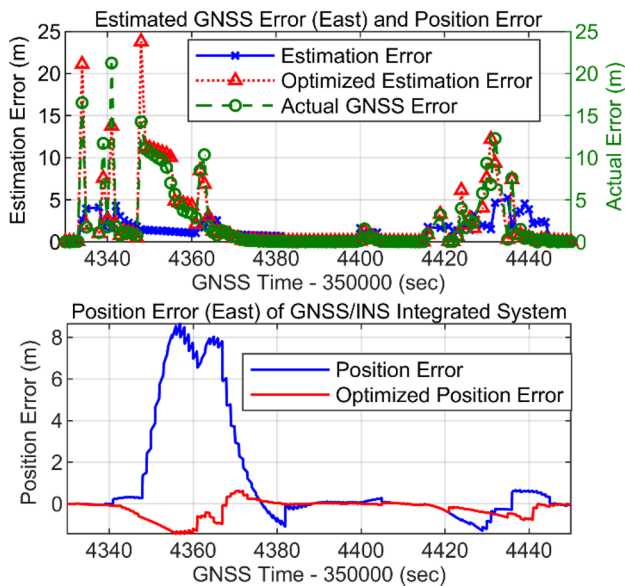 Estimated GNSS Error (East) and Position Error
25
20
15
10
5
0
Estimation Error (m)
Estimation Error
Optimized Estimation Error
Actual GNSS Error
25
20
15
10
5
0
Actual Error (m)
4340 4360 4380 4400 4420 4440
GNSS Time - 350000 (sec)
Position Error (East) of GNSS/INS Integrated System
8
6
4
2
0
Position Error (m)
Position Error
Optimized Position Error
4340 4360 4380 4400 4420 4440
GNSS Time - 350000 (sec)